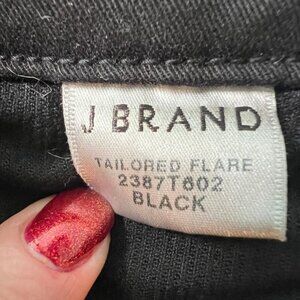 J BRAND
TAILORED FLARE
2387T602
BLACK